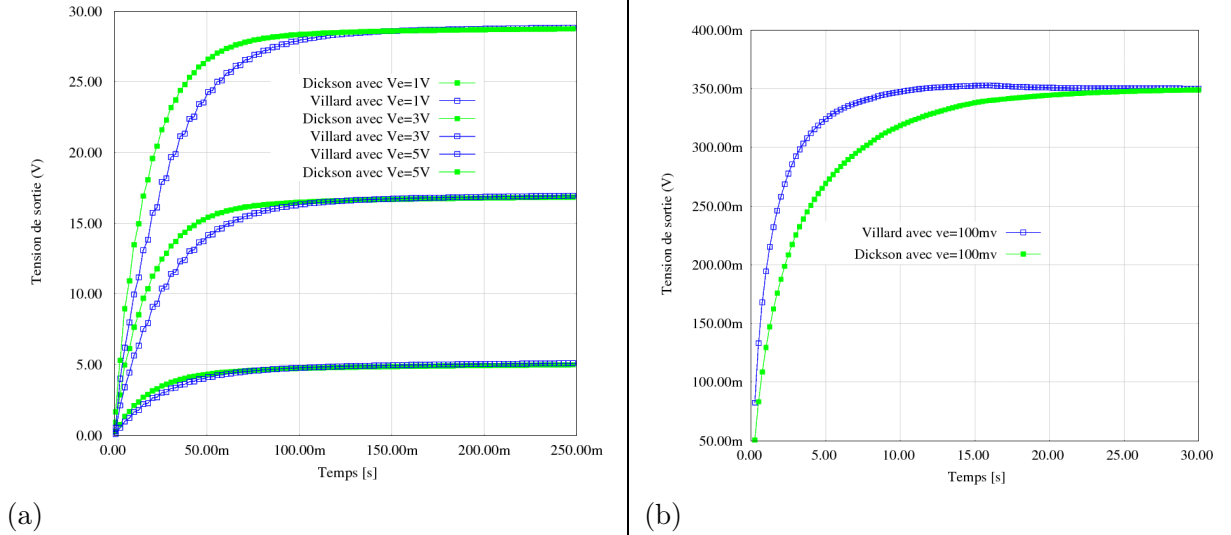 30.00
25.00
20.00
15.00
10.00
5.00
0.00
Tension de sortie (V)
Dickson avec Ve=1V
Villard avec Ve=1V
Dickson avec Ve=3V
Villard avec Ve=3V
Villard avec Ve=5V
Dickson avec Ve=5V
0.00 50.00m 100.00m 150.00m 200.00m 250.00m
Temps [s]
(a)
400.00m
350.00m
300.00m
250.00m
200.00m
150.00m
100.00m
50.00m
Tension de sortie (V)
Villard avec ve=100mv
Dickson avec ve=100mv
0.00 5.00 10.00 15.00 20.00 25.00 30.00
Temps [s]
(b)